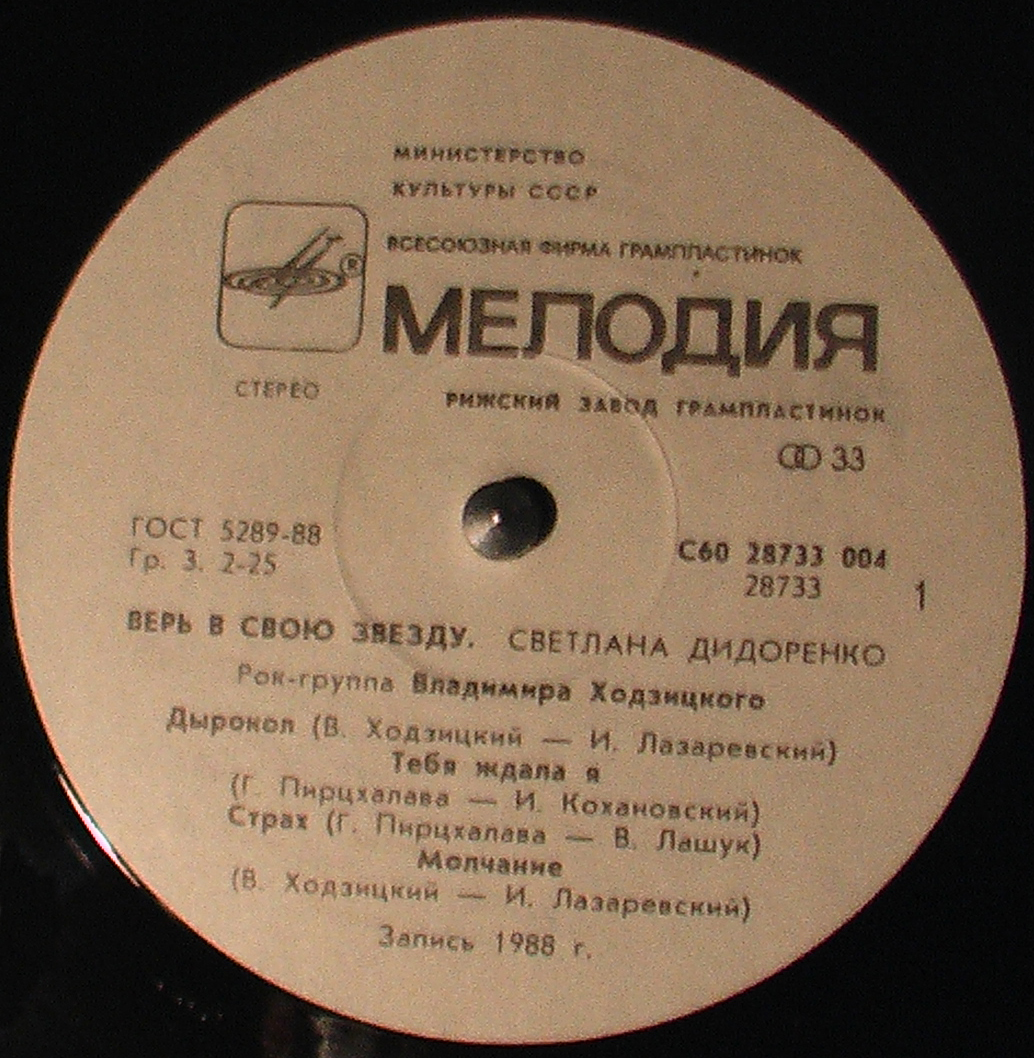 МИНИСТЕРСТВО
КУЛЬТУРЫ СССР
ВСЕСОЮЗНАЯ ФИРМА ГРАМПЛАСТИНОК
®
МЕЛОДИЯ
СТЕРЕО
РИЖСКИЙ ЗАВОД ГРАМПЛАСТИНОК
33
ГОСТ 5289-88
Гр. 3. 2-25
С60 28733 004
28733
1
ВЕРЬ В СВОЮ ЗВЕЗДУ. СВЕТЛАНА ДИДОРЕНКО
Рок-группа Владимира Ходзицкого
Дырокол (В. Ходзицкий — И. Лазаревский)
Тебя ждала я
(Г. Пирцхалава — И. Кохановский)
Страх (Г. Пирцхалава — В. Лашук)
Молчание
(В. Ходзицкий — И. Лазаревский)
Запись 1988 г.